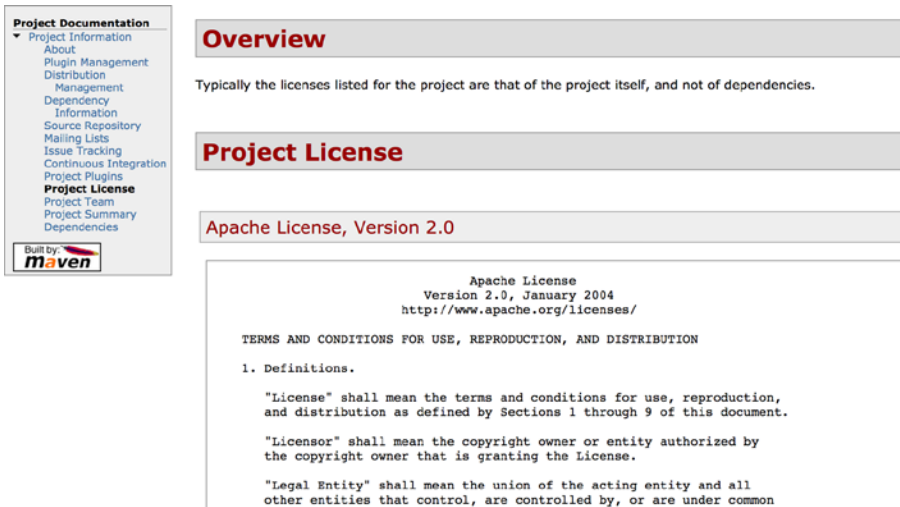 Project Documentation
Project Information
About
Plugin Management
Distribution
Management
Dependency
Information
Source Repository
Mailing Lists
Issue Tracking
Continuous Integration
Project Plugins
Project License
Project Team
Project Summary
Dependencies
Built by:
maven
Overview
Typically the licenses listed for the project are that of the project itself, and not of dependencies.
Project License
Apache License, Version 2.0
Apache License
Version 2.0, January 2004
http://www.apache.org/licenses/
TERMS AND CONDITIONS FOR USE, REPRODUCTION, AND DISTRIBUTION
1. Definitions.
"License" shall mean the terms and conditions for use, reproduction,
and distribution as defined by Sections 1 through 9 of this document.
"Licensor" shall mean the copyright owner or entity authorized by
the copyright owner that is granting the License.
"Legal Entity" shall mean the union of the acting entity and all
other entities that control, are controlled by, or are under common